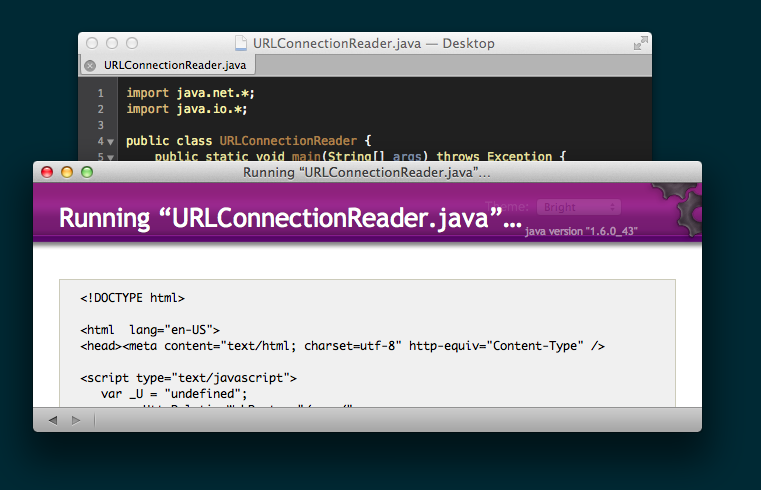 URLConnectionReader.java — Desktop
URLConnectionReader.java
1 import java.net.*;
2 import java.io.*;
3
4 public class URLConnectionReader {
5 public static void main(String[] args) throws Exception {
Running “URLConnectionReader.java”...
Theme: Bright
Running “URLConnectionReader.java”...
java version "1.6.0_43"
<!DOCTYPE html>
<html  lang="en-US">
<head><meta content="text/html; charset=utf-8" http-equiv="Content-Type" />
<script type="text/javascript">
var _U = "undefined";